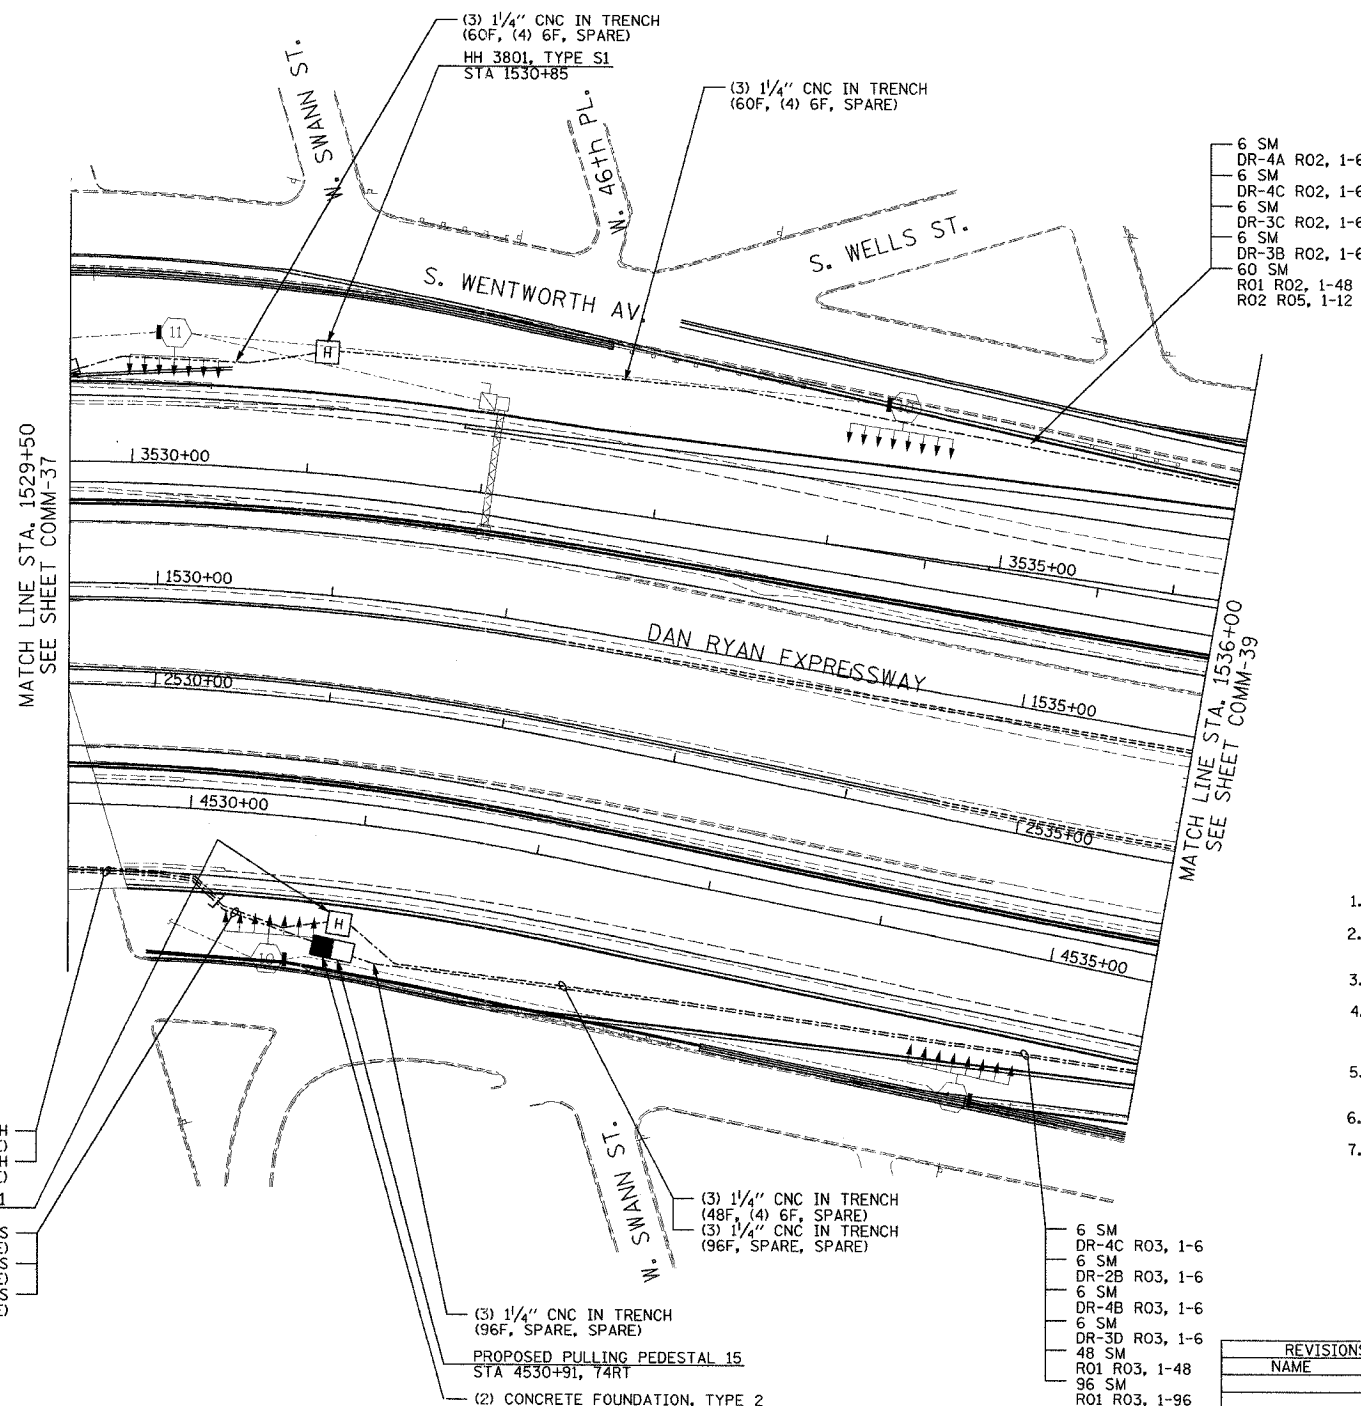 (3) 1¼" CNC IN TRENCH
(60F, (4) 6F, SPARE)
HH 3801, TYPE S1
STA 1530+85
(3) 1¼" CNC IN TRENCH
(60F, (4) 6F, SPARE)
W. SWANN ST.
W. 46th PL.
S. WELLS ST.
S. WENTWORTH AV.
6 SM
DR-4A R02, 1-6
6 SM
DR-4C R02, 1-6
6 SM
DR-3C R02, 1-6
6 SM
DR-3B R02, 1-6
60 SM
R01 R02, 1-48
R02 R05, 1-12
11
H
MATCH LINE STA. 1529+50
SEE SHEET COMM-37
3530+00
3535+00
1530+00
DAN RYAN EXPRESSWAY
1535+00
2530+00
2535+00
4530+00
4535+00
MATCH LINE STA. 1536+00
SEE SHEET COMM-39
H
10
1.
2.
3.
4.
5.
6.
7.
W. SWANN ST.
(3) 1¼" CNC IN TRENCH
(48F, (4) 6F, SPARE)
(3) 1¼" CNC IN TRENCH
(96F, SPARE, SPARE)
(3) 1¼" CNC IN TRENCH
(96F, SPARE, SPARE)
PROPOSED PULLING PEDESTAL 15
STA 4530+91, 74RT
(2) CONCRETE FOUNDATION, TYPE 2
6 SM
DR-4C R03, 1-6
6 SM
DR-2B R03, 1-6
6 SM
DR-4B R03, 1-6
6 SM
DR-3D R03, 1-6
48 SM
R01 R03, 1-48
96 SM
R01 R03, 1-96
REVISIONS
NAME